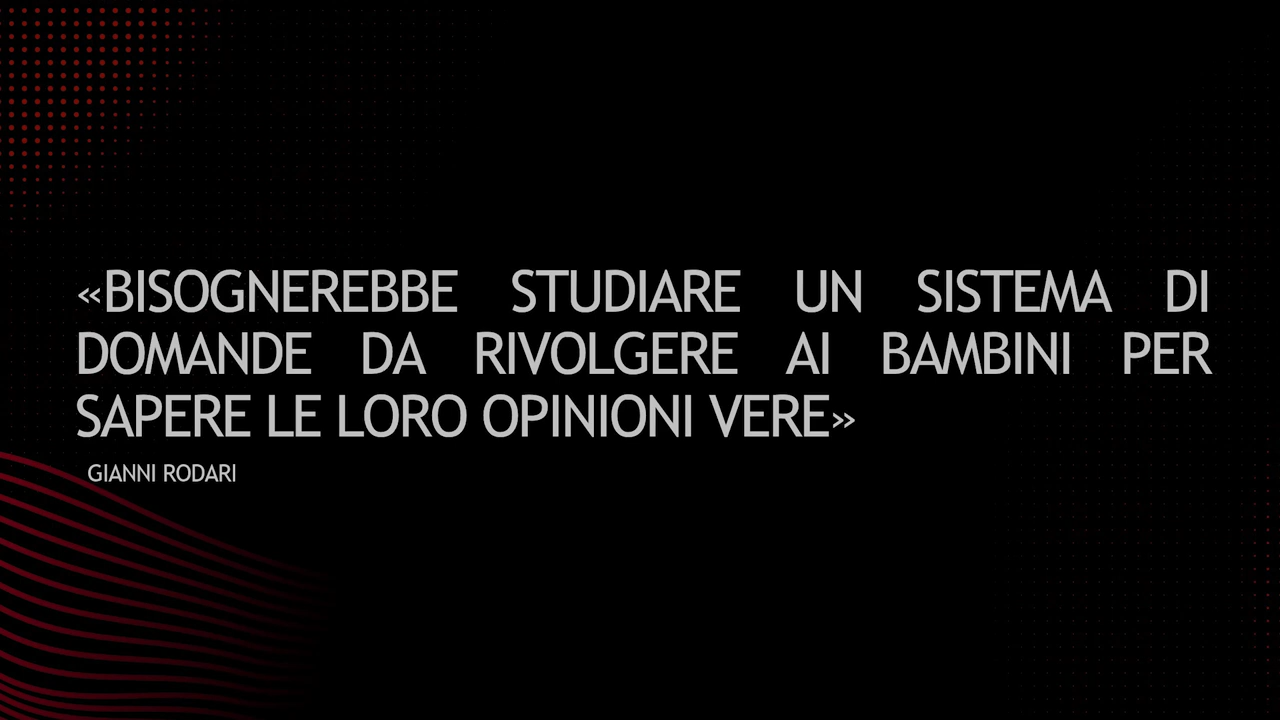 «BISOGNEREBBE STUDIARE UN SISTEMA DI
DOMANDE DA RIVOLGERE AI BAMBINI PER
SAPERE LE LORO OPINIONI VERE»
GIANNI RODARI